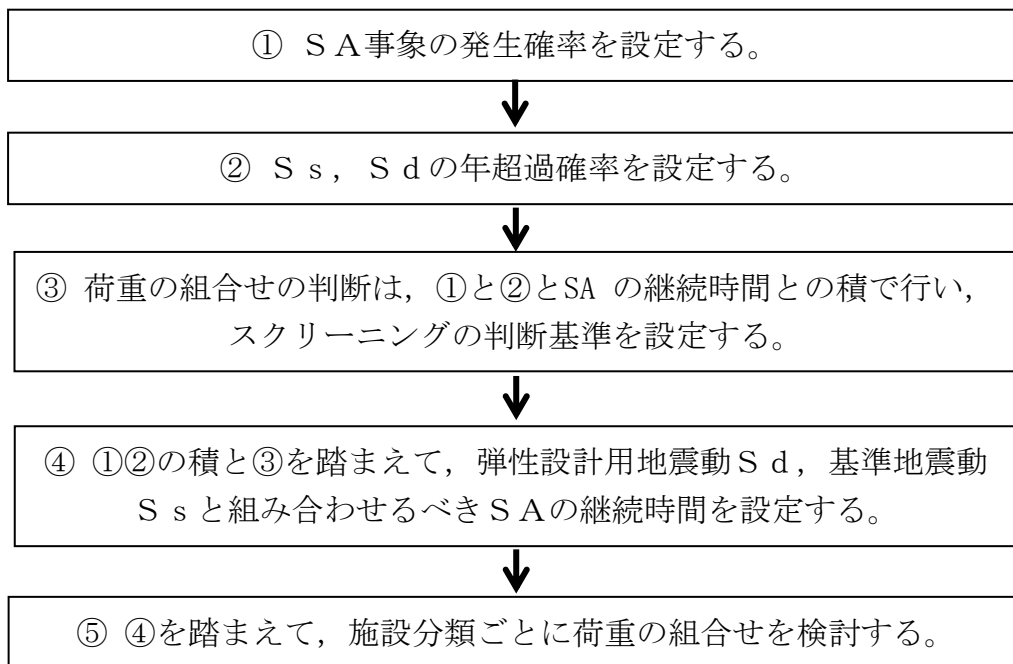 ① ＳＡ事象の発生確率を設定する。
② Ｓｓ，Ｓｄの年超過確率を設定する。
③ 荷重の組合せの判断は，①と②とSA の継続時間との積で行い，
スクリーニングの判断基準を設定する。
④ ①②の積と③を踏まえて，弾性設計用地震動Ｓｄ，基準地震動
Ｓｓと組み合わせるべきＳＡの継続時間を設定する。
⑤ ④を踏まえて，施設分類ごとに荷重の組合せを検討する。